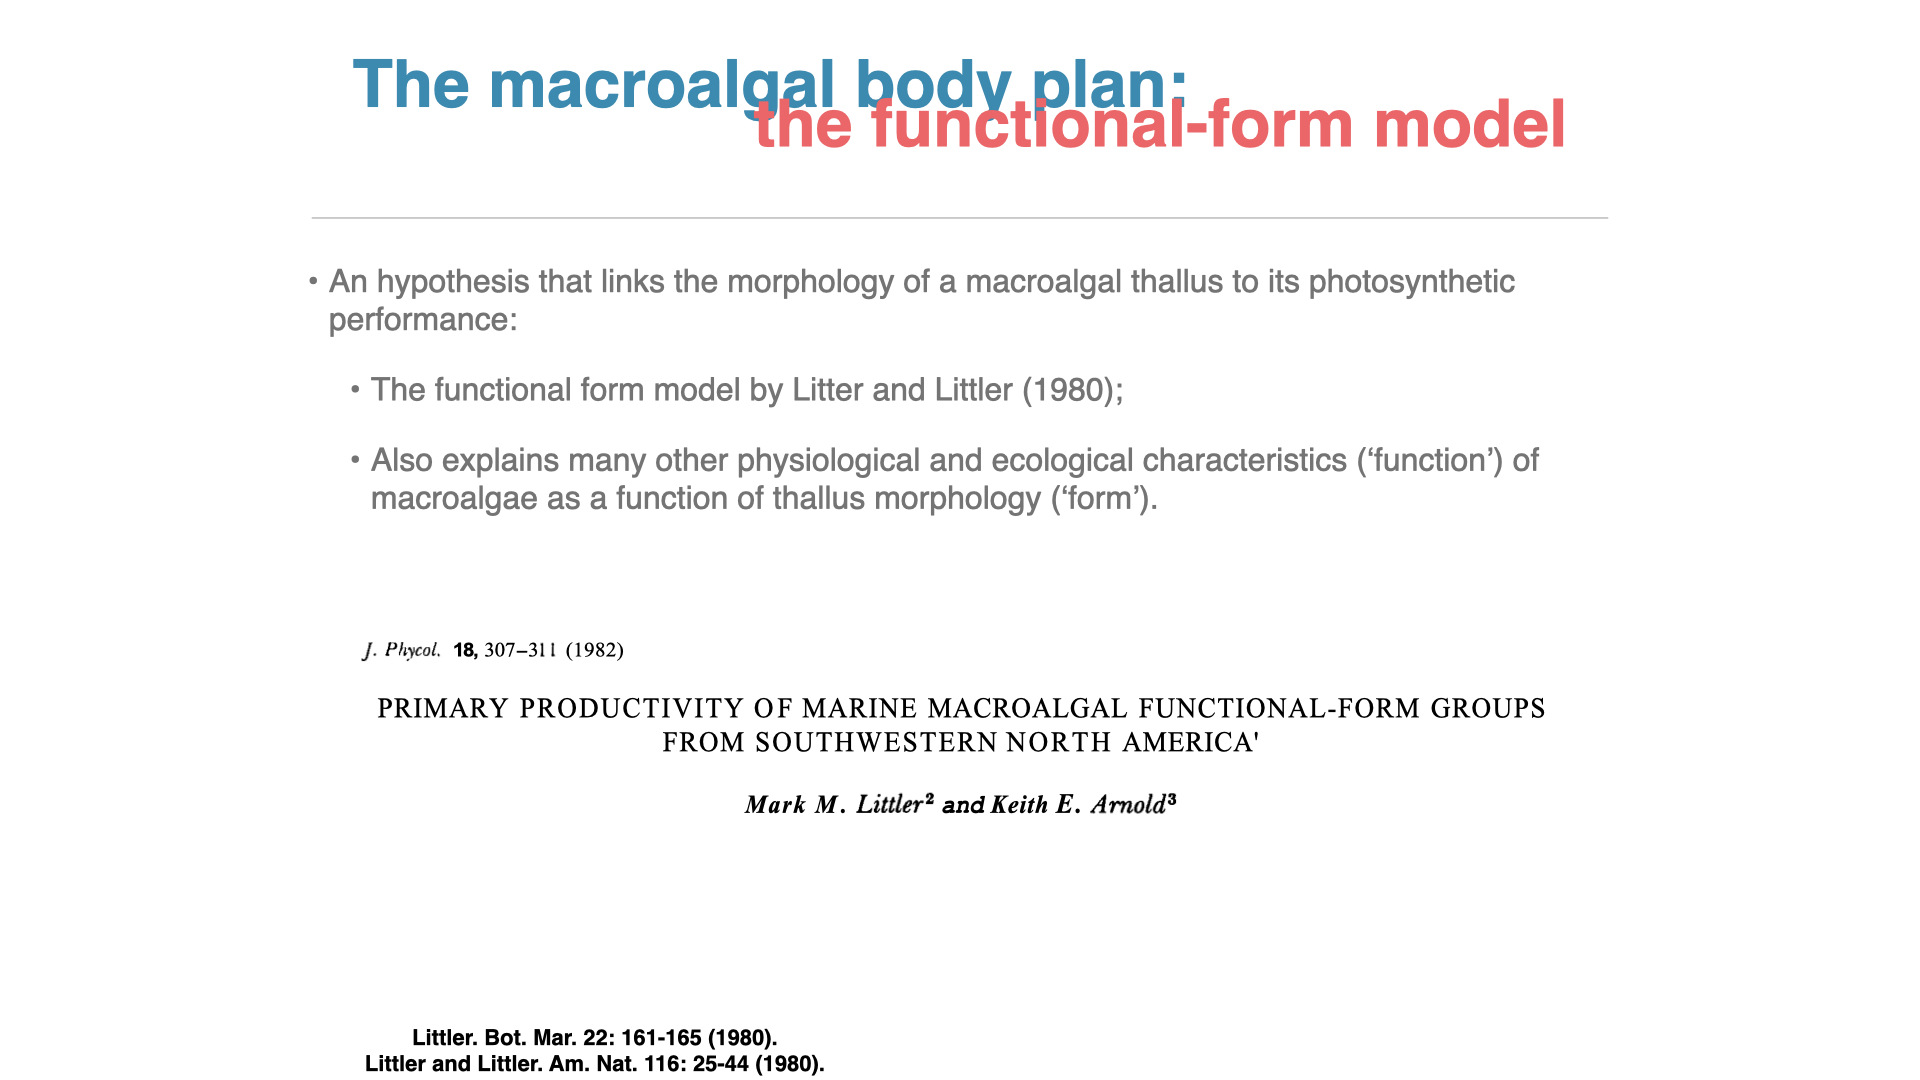 The macroalgal body plan:
the functional-form model
• An hypothesis that links the morphology of a macroalgal thallus to its photosynthetic
performance:
• The functional form model by Litter and Littler (1980);
• Also explains many other physiological and ecological characteristics (‘function’) of
macroalgae as a function of thallus morphology (‘form’).
J. Phycol. 18, 307–311 (1982)
PRIMARY PRODUCTIVITY OF MARINE MACROALGAL FUNCTIONAL-FORM GROUPS
FROM SOUTHWESTERN NORTH AMERICA'
Mark M. Littler² and Keith E. Arnold³
Littler. Bot. Mar. 22: 161-165 (1980).
Littler and Littler. Am. Nat. 116: 25-44 (1980).